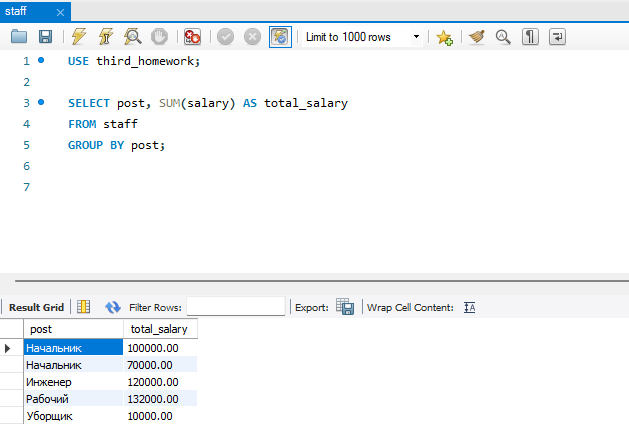 staff
Limit to 1000 rows
1 USE third_homework;
2
3 SELECT post, SUM(salary) AS total_salary
4 FROM staff
5 GROUP BY post;
6
7
Result Grid Filter Rows: Export: Wrap Cell Content:
post total_salary
Начальник 100000.00
Начальник 70000.00
Инженер 120000.00
Рабочий 132000.00
Уборщик 10000.00